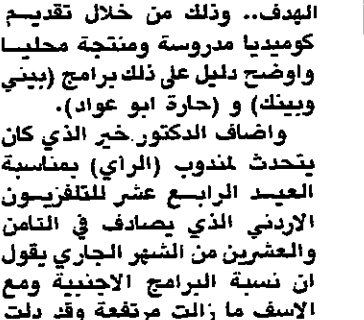 الهدف.. وذلك من خلال تقديم
كوميديا مدروسة ومنتجة محليا
واوضح دليل على ذلك برامج (بيني
وبينك) و (حارة ابو عواد).
واضاف الدكتور خير الذي كان
يتحدث لمندوب (الراي) بمناسبة
العيد الرابع عشر للتلفزيون
الاردني الذي يصادف في الثامن
والعشرين من الشهر الجاري يقول
ان نسبة البرامج الاجنبية ومع
الاسف ما زالت مرتفعة وقد دلت